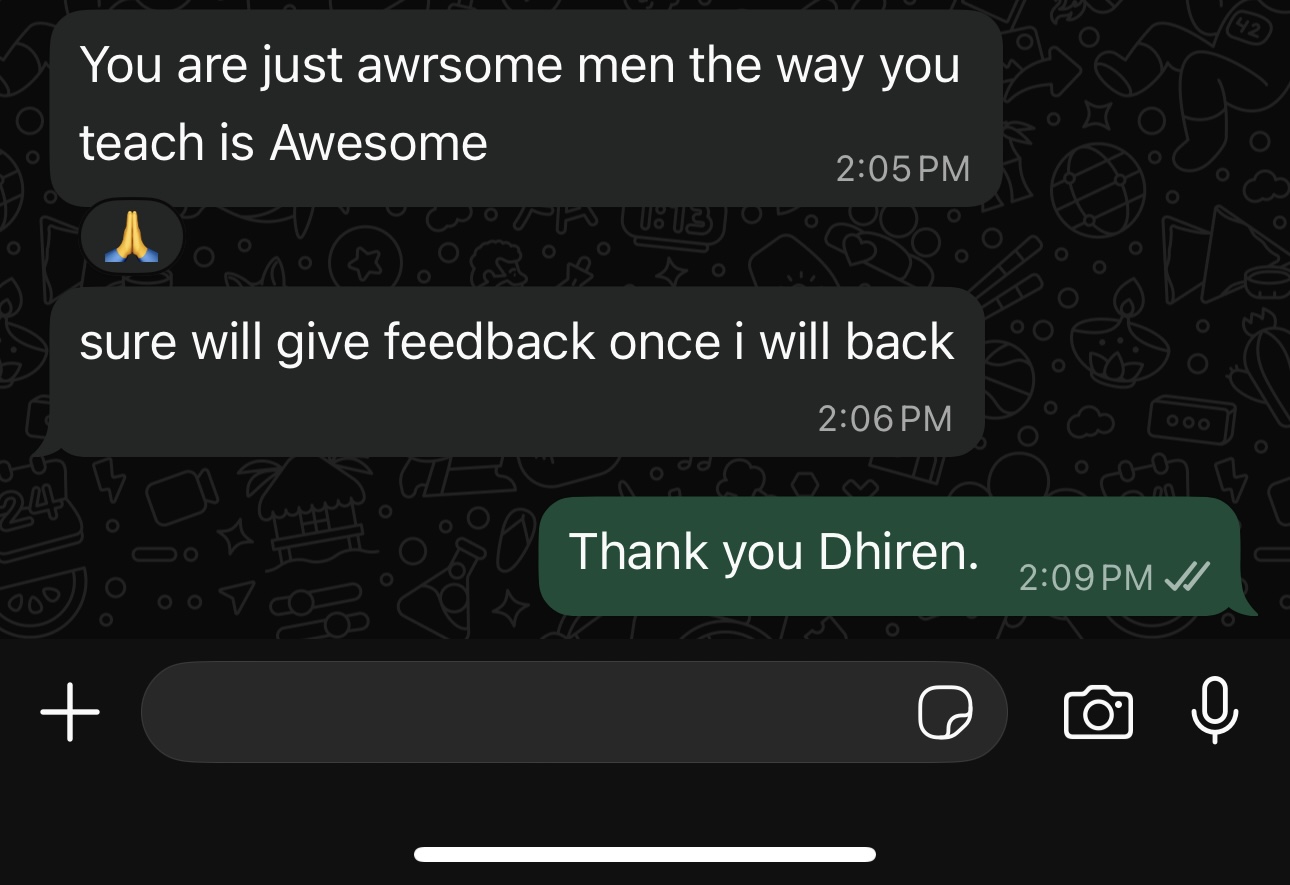 You are just awrsome men the way you
teach is Awesome
2:05 PM
🙏
sure will give feedback once i will back
2:06 PM
Thank you Dhiren.
2:09 PM